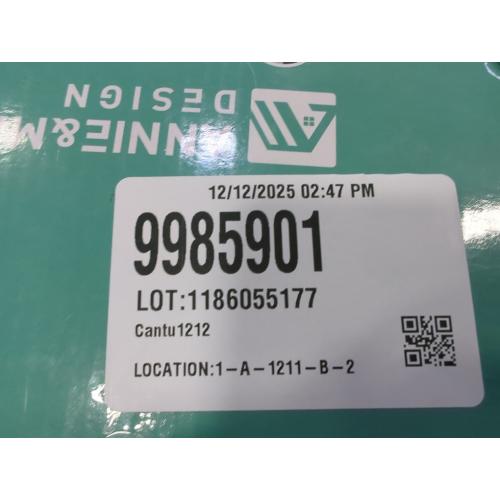 DESIGN
12/12/2025 02:47 PM
9985901
LOT:1186055177
Cantu1212
LOCATION:1-A-1211-B-2